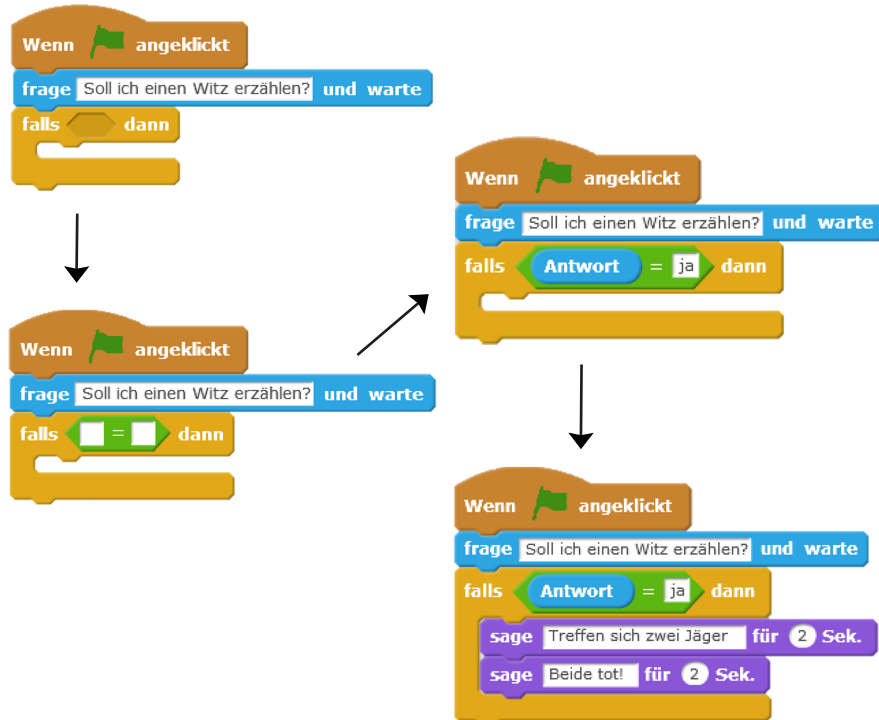 Wenn angeklickt
frage Soll ich einen Witz erzählen? und warte
falls dann
Wenn angeklickt
frage Soll ich einen Witz erzählen? und warte
falls = dann
Wenn angeklickt
frage Soll ich einen Witz erzählen? und warte
falls Antwort = ja dann
Wenn angeklickt
frage Soll ich einen Witz erzählen? und warte
falls Antwort = ja dann
sage Treffen sich zwei Jäger für 2 Sek.
sage Beide tot! für 2 Sek.